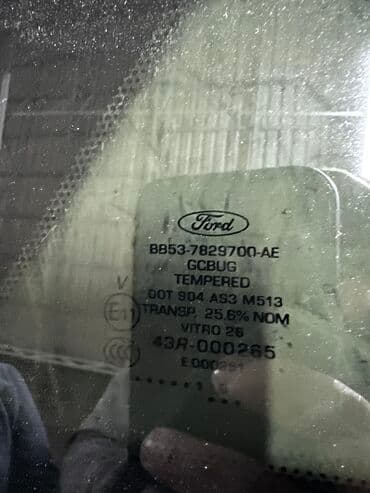 Ford
BB53-7829700-AE
GCBUG
TEMPERED
DOT 904 AS3 M513
TRANSP. 25.6% NOM
VITRO 26
V
E11
43R-000265
E000251